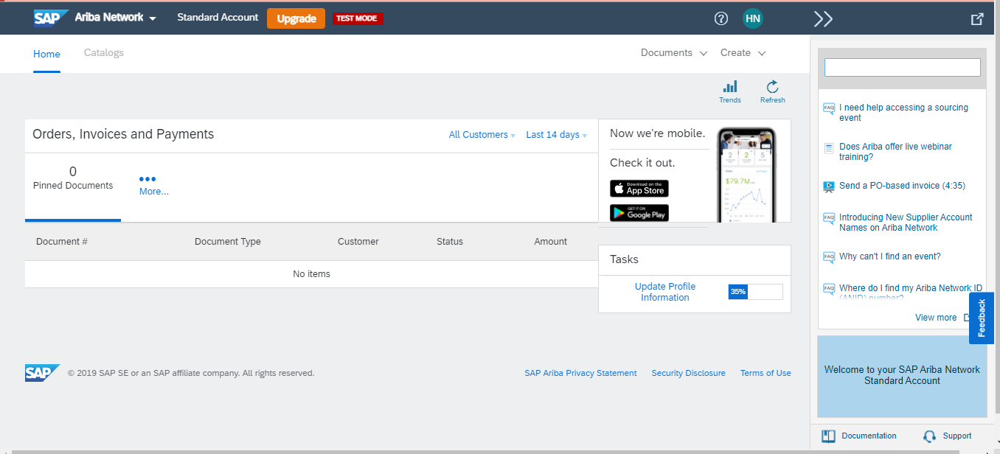 SAP Ariba Network Standard Account Upgrade TEST MODE ? HN
Home Catalogs Documents Create
Trends Refresh
Orders, Invoices and Payments All Customers Last 14 days
0
Pinned Documents
More...
Document # Document Type Customer Status Amount
No items
Now we're mobile.
Check it out.
Download on the
App Store
GET IT ON
Google Play
2 2 5
$79.7M
Tasks
Update Profile
Information
35%
FAQ I need help accessing a sourcing
event
Does Ariba offer live webinar
training?
Send a PO-based invoice (4:35)
FAQ Introducing New Supplier Account
Names on Ariba Network
FAQ Why can't I find an event?
FAQ Where do I find my Ariba Network ID
(ANID) number?
View more
Feedback
Welcome to your SAP Ariba Network
Standard Account
Documentation Support
SAP © 2019 SAP SE or an SAP affiliate company. All rights reserved. SAP Ariba Privacy Statement Security Disclosure Terms of Use